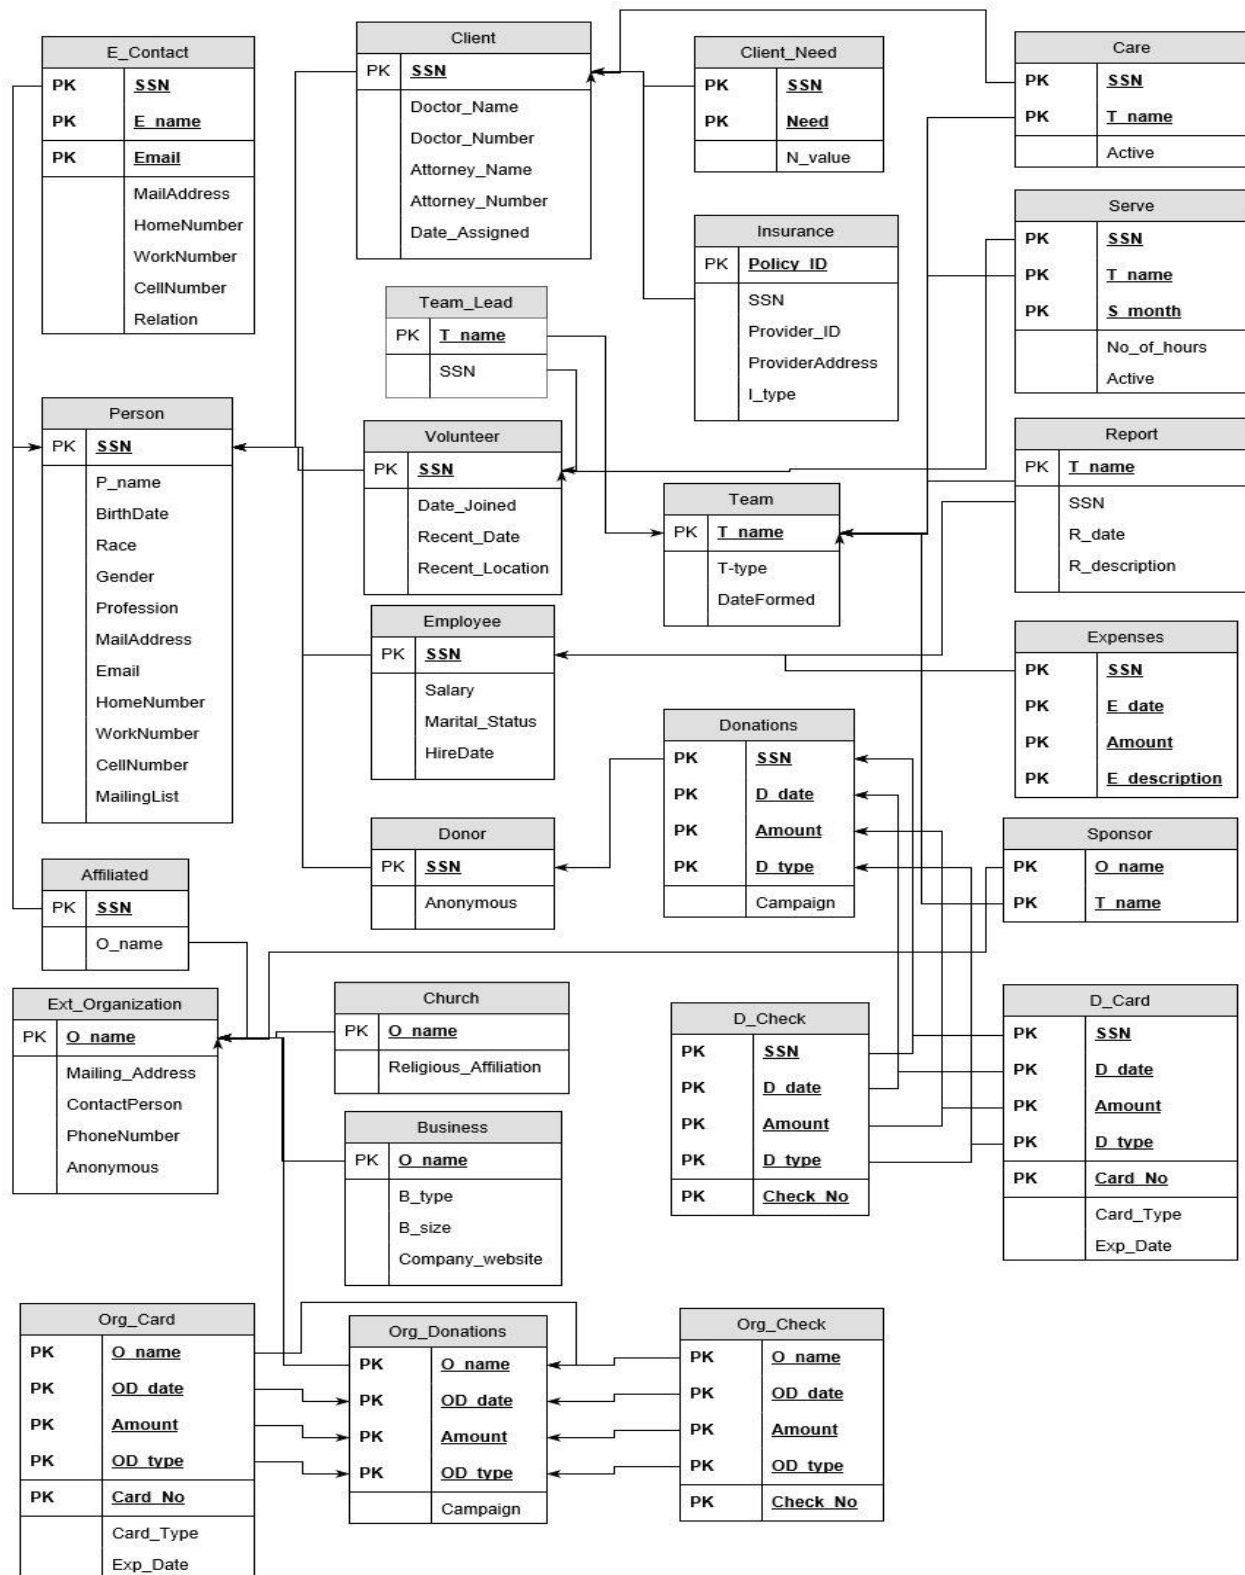 E_Contact
PK SSN
PK E_name
PK Email
MailAddress
HomeNumber
WorkNumber
CellNumber
Relation
Client
PK SSN
Doctor_Name
Doctor_Number
Attorney_Name
Attorney_Number
Date_Assigned
Client_Need
PK SSN
PK Need
N_value
Care
PK SSN
PK T_name
Active
Insurance
PK Policy_ID
SSN
Provider_ID
ProviderAddress
I_type
Serve
PK SSN
PK T_name
PK S_month
No_of_hours
Active
Team_Lead
PK T_name
SSN
Person
PK SSN
P_name
BirthDate
Race
Gender
Profession
MailAddress
Email
HomeNumber
WorkNumber
CellNumber
MailingList
Volunteer
PK SSN
Date_Joined
Recent_Date
Recent_Location
Team
PK T_name
T-type
DateFormed
Report
PK T_name
SSN
R_date
R_description
Employee
PK SSN
Salary
Marital_Status
HireDate
Expenses
PK SSN
PK E_date
PK Amount
PK E_description
Donations
PK SSN
PK D_date
PK Amount
PK D_type
Campaign
Donor
PK SSN
Anonymous
Sponsor
PK O_name
PK T_name
Affiliated
PK SSN
O_name
Ext_Organization
PK O_name
Mailing_Address
ContactPerson
PhoneNumber
Anonymous
Church
PK O_name
Religious_Affiliation
D_Check
PK SSN
PK D_date
PK Amount
PK D_type
PK Check_No
D_Card
PK SSN
PK D_date
PK Amount
PK D_type
PK Card_No
Card_Type
Exp_Date
Business
PK O_name
B_type
B_size
Company_website
Org_Card
PK O_name
PK OD_date
PK Amount
PK OD_type
PK Card_No
Card_Type
Exp_Date
Org_Donations
PK O_name
PK OD_date
PK Amount
PK OD_type
Campaign
Org_Check
PK O_name
PK OD_date
PK Amount
PK OD_type
PK Check_No